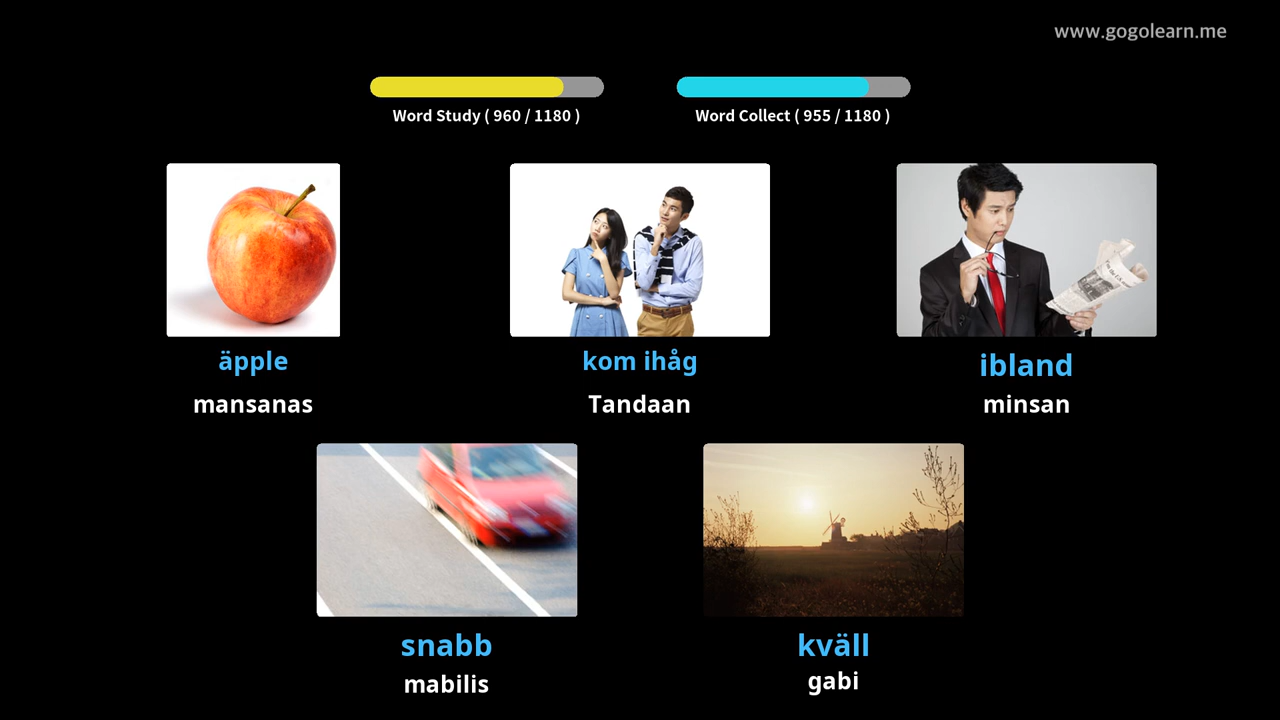 www.gogolearn.me
Word Study ( 960 / 1180 )
Word Collect ( 955 / 1180 )
äpple
kom ihåg
ibland
mansanas
Tandaan
minsan
snabb
kväll
mabilis
gabi